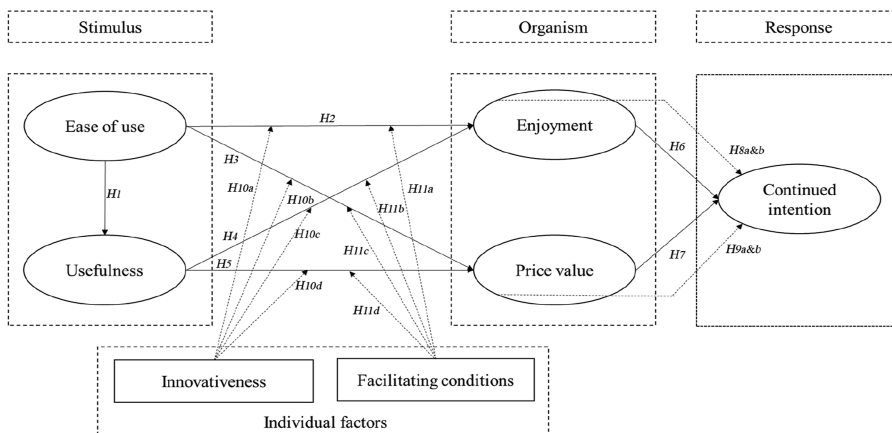 Stimulus
Organism
Response
Ease of use
H2
Enjoyment
H6
H8a&b
H3
H10a
H10b
H11b
H11a
H1
Continued
intention
H4
H10c
H5
H11c
Usefulness
Price value
H7
H9a&b
H10d
H11d
Innovativeness
Facilitating conditions
Individual factors